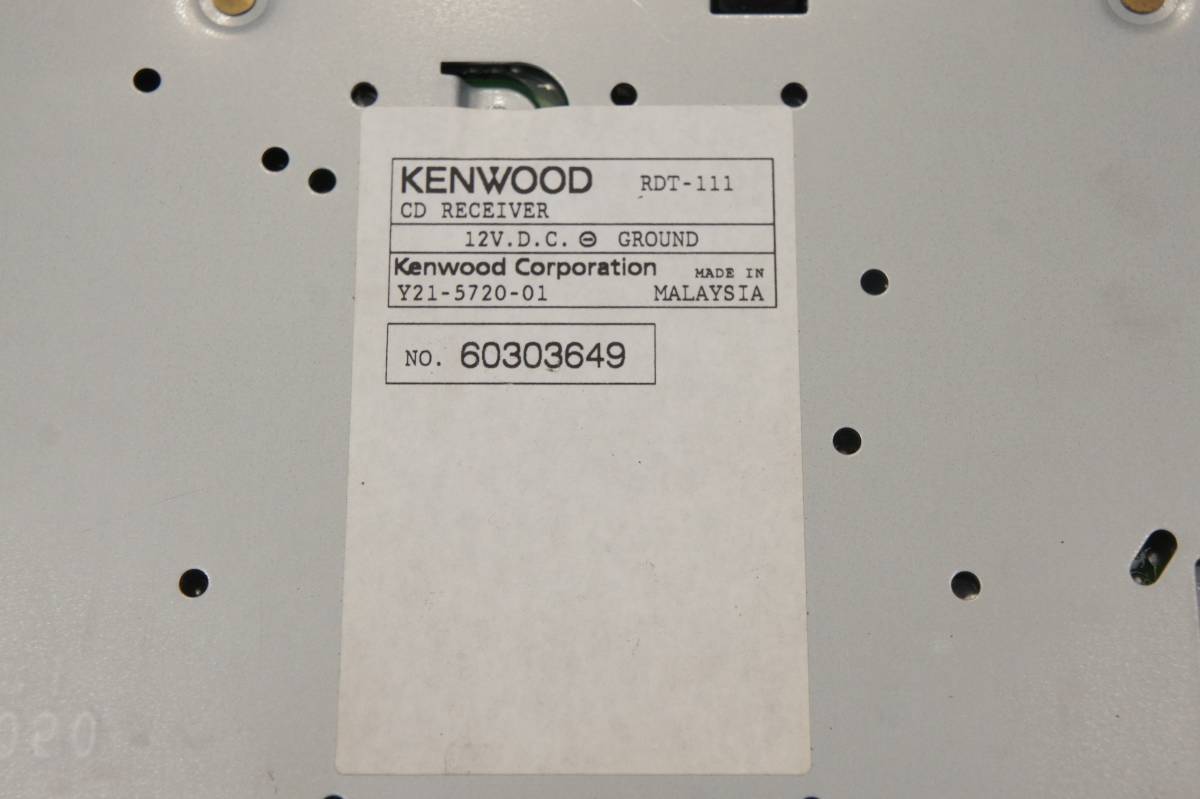 KENWOOD RDT-111
CD RECEIVER
12V.D.C. ⊖ GROUND
Kenwood Corporation MADE IN
Y21-5720-01 MALAYSIA
NO. 60303649